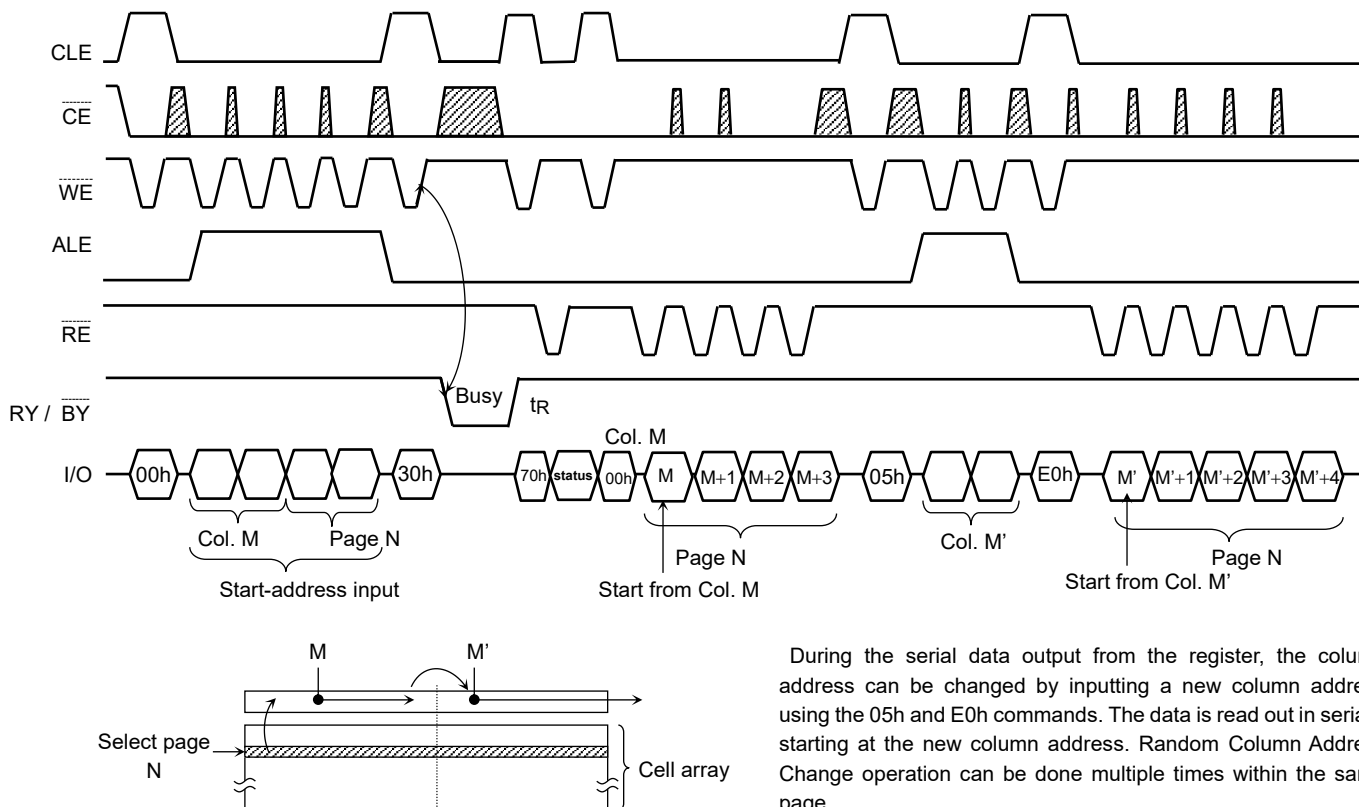 CLE
CE
WE
ALE
RE
RY / BY
Busy
tR
Col. M
I/O
00h
30h
70h
status
00h
M
M+1
M+2
M+3
05h
E0h
M'
M'+1
M'+2
M'+3
M'+4
Col. M
Page N
Start-address input
Page N
Start from Col. M
Col. M'
Page N
Start from Col. M'
M
M'
Select page
N
Cell array
During the serial data output from the register, the colum
address can be changed by inputting a new column addre
using the 05h and E0h commands. The data is read out in seria
starting at the new column address. Random Column Addre
Change operation can be done multiple times within the sa
page